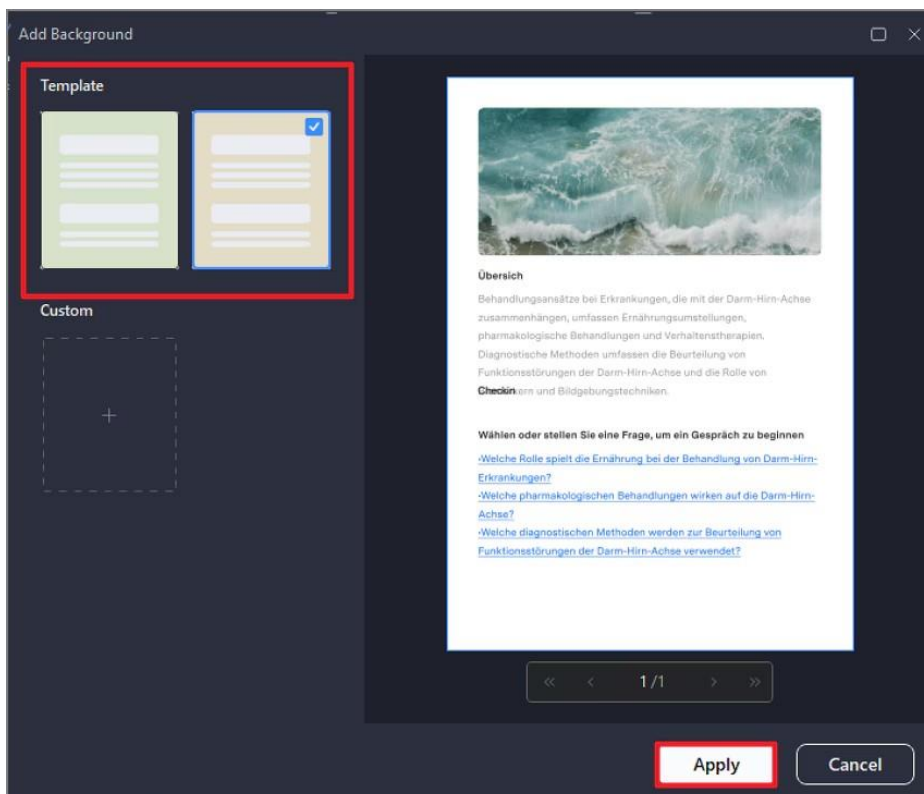 Add Background
Template
Custom
+
Übersich
Behandlungsansätze bei Erkrankungen, die mit der Darm-Hirn-Achse
zusammenhängen, umfassen Ernährungsumstellungen,
pharmakologische Behandlungen und Verhaltenstherapien.
Diagnostische Methoden umfassen die Beurteilung von
Funktionsstörungen der Darm-Hirn-Achse und die Rolle von
Checkin und Bildgebungstechniken.
Wählen oder stellen Sie eine Frage, um ein Gespräch zu beginnen
•Welche Rolle spielt die Ernährung bei der Behandlung von Darm-Hirn-
Erkrankungen?
•Welche pharmakologischen Behandlungen wirken auf die Darm-Hirn-
Achse?
•Welche diagnostischen Methoden werden zur Beurteilung von
Funktionsstörungen der Darm-Hirn-Achse verwendet?
« ‹ 1 /1 › »
Apply Cancel